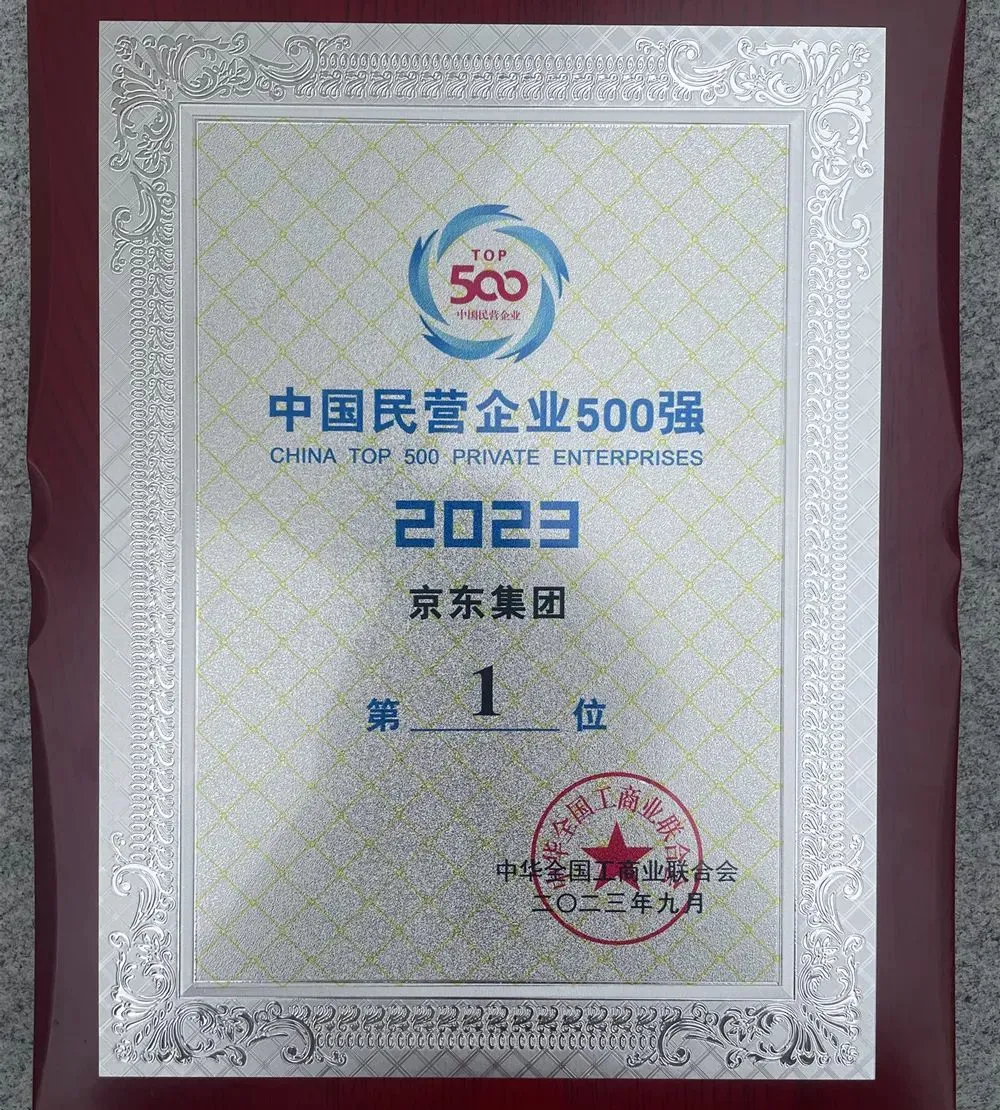 TOP
500
中国民营企业
中国民营企业500强
CHINA TOP 500 PRIVATE ENTERPRISES
2023
京东集团
第 1 位
中华全国工商业联合会
中华全国工商业联合会
二〇二三年九月